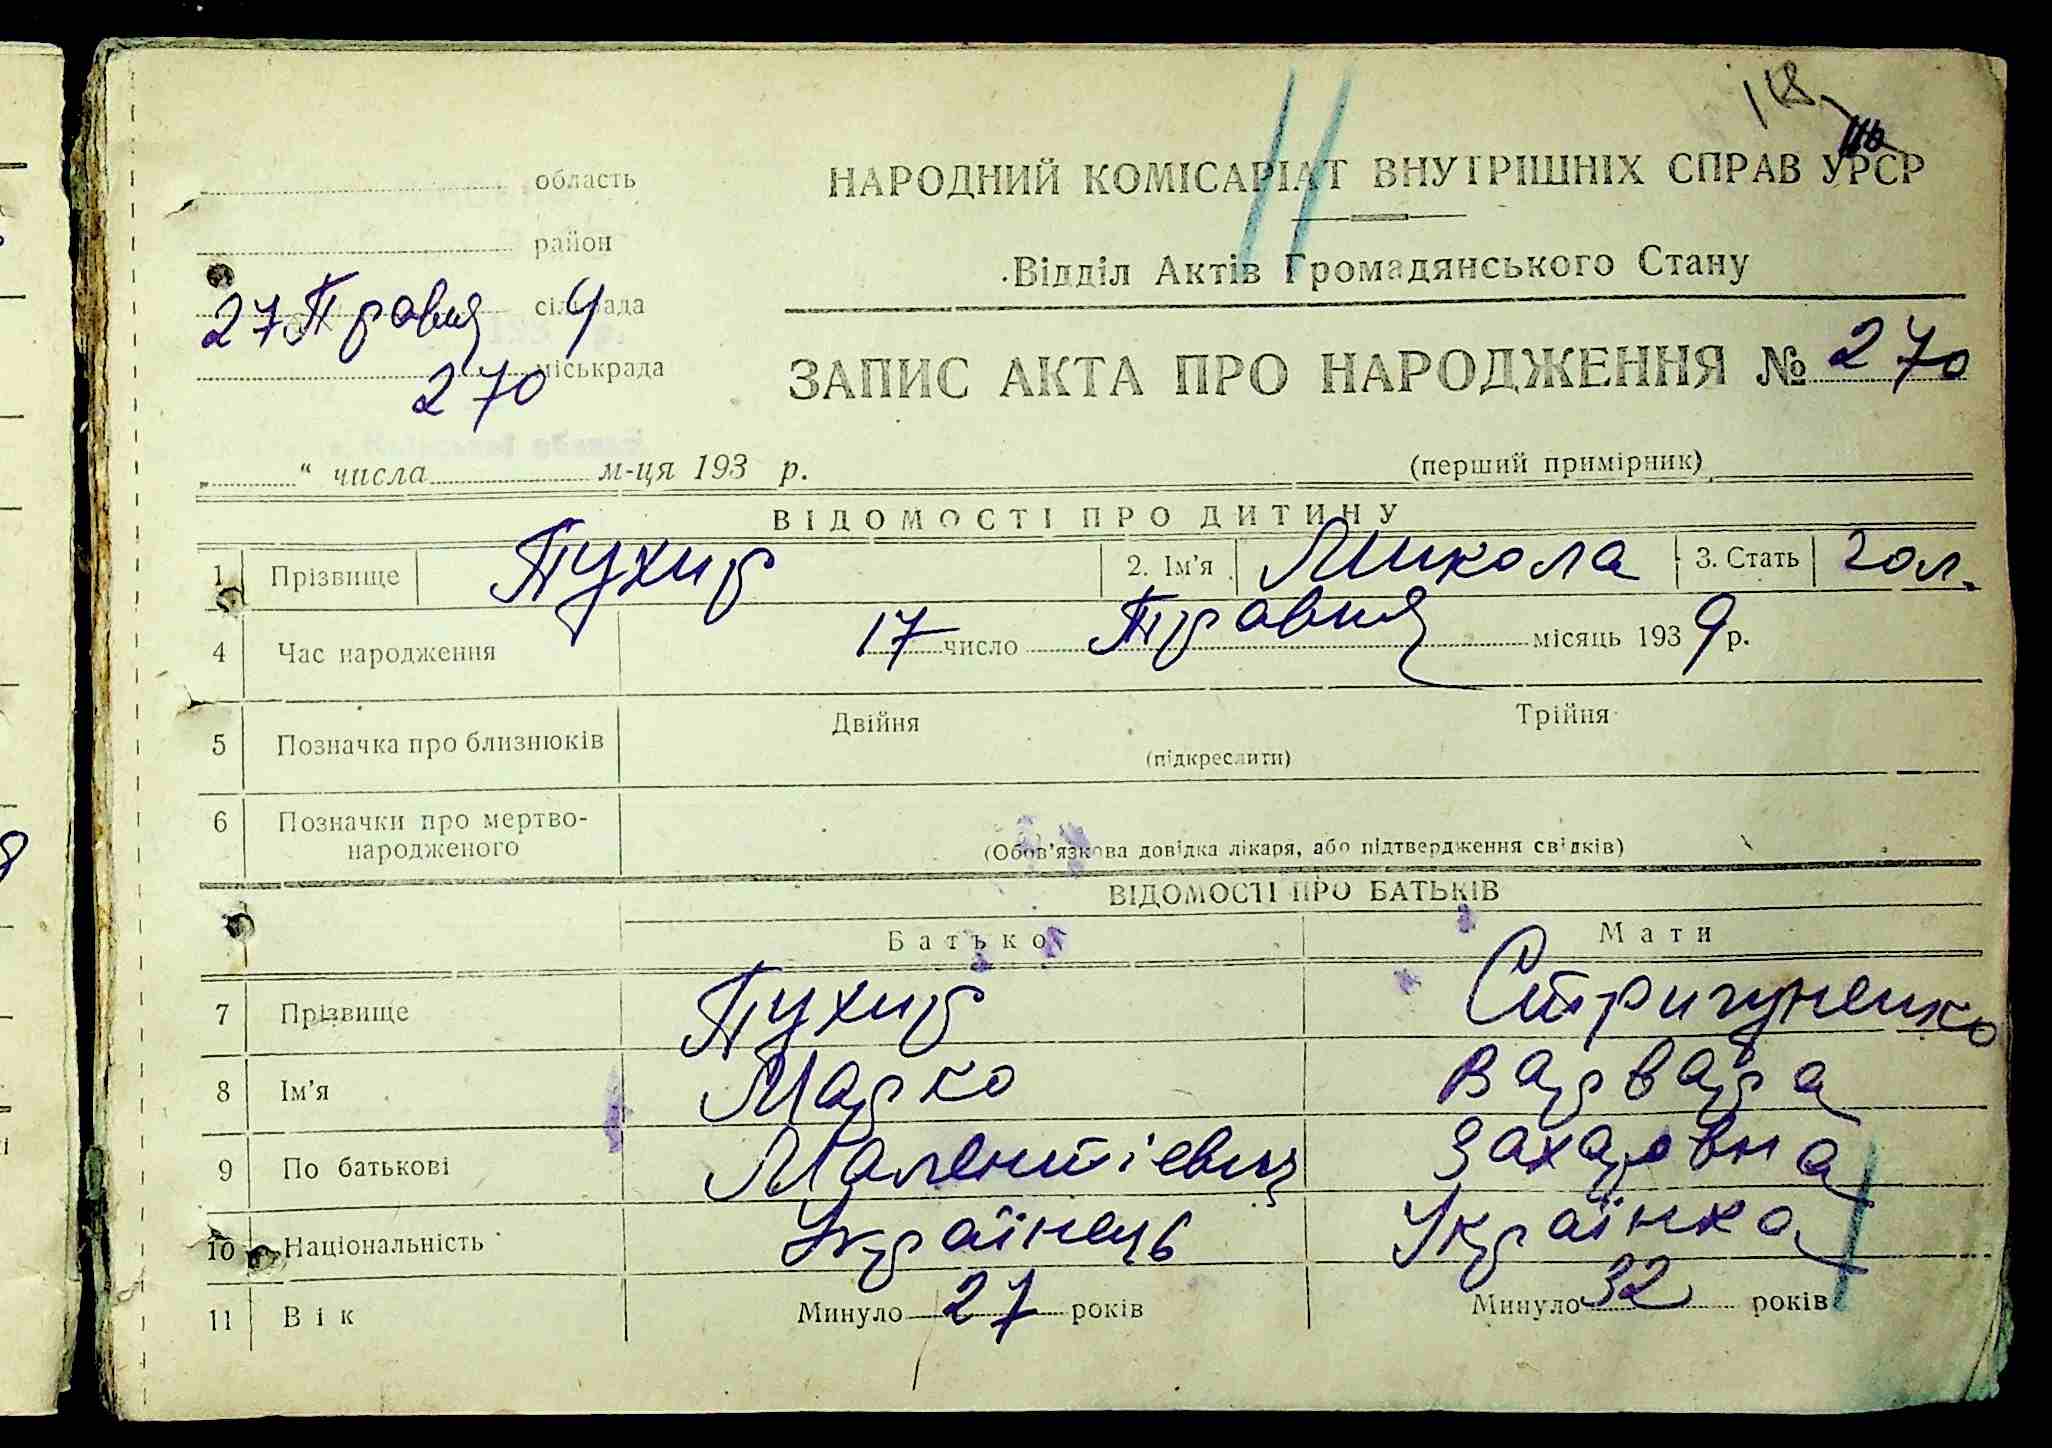 118
область
НАРОДНИЙ КОМІСАРІАТ ВНУТРІШНІХ СПРАВ УРСР
район
Відділ Актів Громадянського Стану
сільрада
27 Травня 9
міськрада
270
ЗАПИС АКТА ПРО НАРОДЖЕННЯ № 270
„ “ числа м-ця 193 р.
(перший примірник)
ВІДОМОСТІ ПРО ДИТИНУ
1 Прізвище Пухир 2. Ім'я Микола 3. Стать чол.
4 Час народження 17 число Травня місяць 1939 р.
5 Позначка про близнюків Двійня Трійня
(підкреслити)
6 Позначки про мертво-
народженого
(Обов'язкова довідка лікаря, або підтвердження свідків)
ВІДОМОСТІ ПРО БАТЬКІВ
Батько Мати
7 Прізвище Пухир Стригуненко
8 Ім'я Марко Варвара
9 По батькові Малентієвич Захаровна
10 Національність Українець Українка
11 Вік Минуло 27 років Минуло 32 років